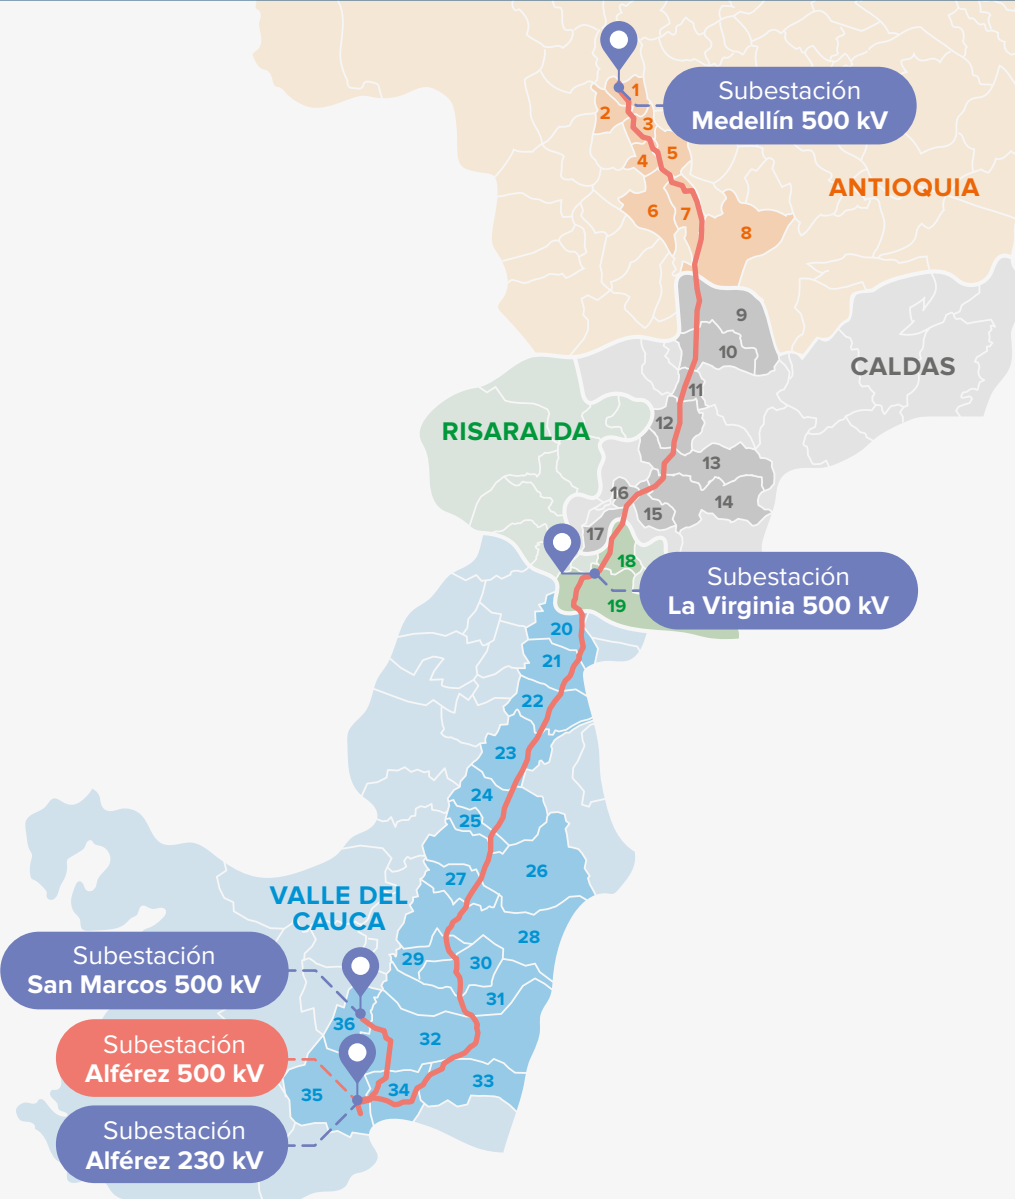 1
Subestación
Medellín 500 kV
2
3
4
5
ANTIOQUIA
6
7
8
9
10
CALDAS
11
12
RISARALDA
13
14
15
16
17
18
Subestación
La Virginia 500 kV
19
20
21
22
23
24
25
26
27
VALLE DEL
CAUCA
28
29
30
31
Subestación
San Marcos 500 kV
36
32
Subestación
Alférez 500 kV
33
34
35
Subestación
Alférez 230 kV